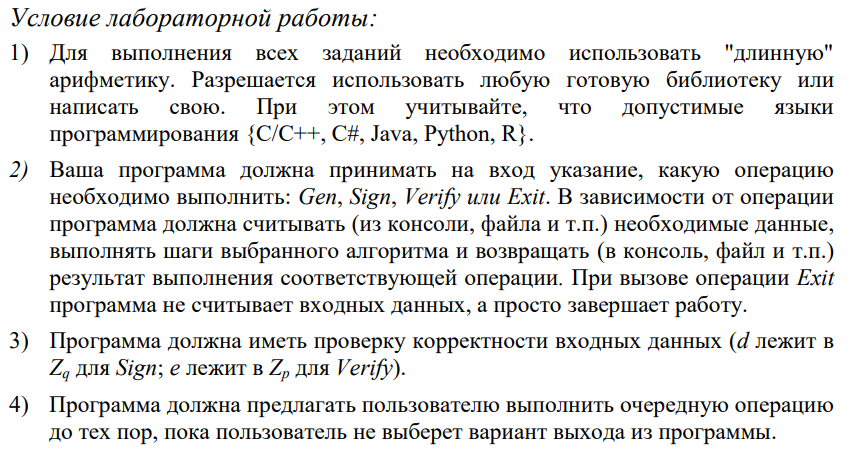 Условие лабораторной работы:
1) Для выполнения всех заданий необходимо использовать "длинную"
арифметику. Разрешается использовать любую готовую библиотеку или
написать свою. При этом учитывайте, что допустимые языки
программирования {C/C++, C#, Java, Python, R}.
2) Ваша программа должна принимать на вход указание, какую операцию
необходимо выполнить: Gen, Sign, Verify или Exit. В зависимости от операции
программа должна считывать (из консоли, файла и т.п.) необходимые данные,
выполнять шаги выбранного алгоритма и возвращать (в консоль, файл и т.п.)
результат выполнения соответствующей операции. При вызове операции Exit
программа не считывает входных данных, а просто завершает работу.
3) Программа должна иметь проверку корректности входных данных (d лежит в
Zq для Sign; e лежит в Zp для Verify).
4) Программа должна предлагать пользователю выполнить очередную операцию
до тех пор, пока пользователь не выберет вариант выхода из программы.